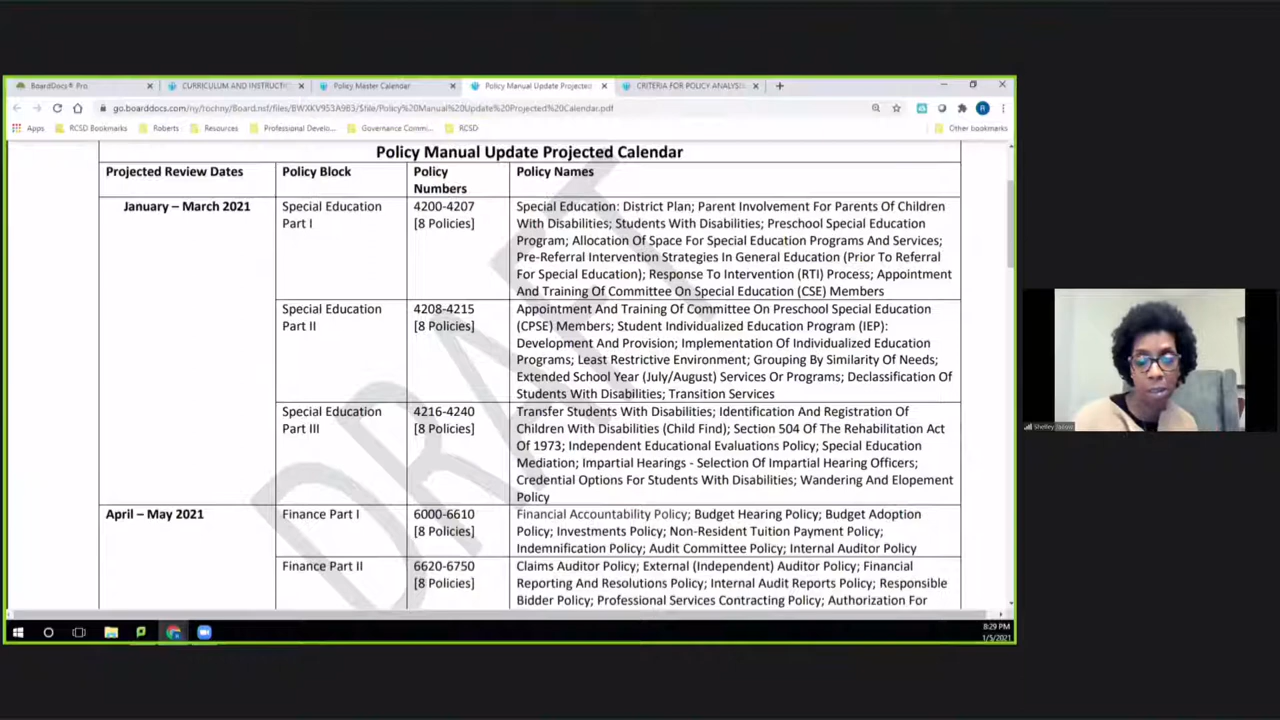 BoardDocs® Pro
CURRICULUM AND INSTRUCTIO
Policy Master Calendar
Policy Manual Update Projected
CRITERIA FOR POLICY ANALYSIS
go.boarddocs.com/ny/rochny/Board.nsf/files/BWXKV953A9B3/$file/Policy%20Manual%20Update%20Projected%20Calendar.pdf
Apps RCSD Bookmarks Roberts Resources Professional Develo... Governance Commi... RCSD Other bookmarks
Policy Manual Update Projected Calendar
Projected Review Dates
Policy Block
Policy
Numbers
Policy Names
January – March 2021
Special Education
Part I
4200-4207
[8 Policies]
Special Education: District Plan; Parent Involvement For Parents Of Children
With Disabilities; Students With Disabilities; Preschool Special Education
Program; Allocation Of Space For Special Education Programs And Services;
Pre-Referral Intervention Strategies In General Education (Prior To Referral
For Special Education); Response To Intervention (RTI) Process; Appointment
And Training Of Committee On Special Education (CSE) Members
Special Education
Part II
4208-4215
[8 Policies]
Appointment And Training Of Committee On Preschool Special Education
(CPSE) Members; Student Individualized Education Program (IEP):
Development And Provision; Implementation Of Individualized Education
Programs; Least Restrictive Environment; Grouping By Similarity Of Needs;
Extended School Year (July/August) Services Or Programs; Declassification Of
Students With Disabilities; Transition Services
Special Education
Part III
4216-4240
[8 Policies]
Transfer Students With Disabilities; Identification And Registration Of
Children With Disabilities (Child Find); Section 504 Of The Rehabilitation Act
Of 1973; Independent Educational Evaluations Policy; Special Education
Mediation; Impartial Hearings - Selection Of Impartial Hearing Officers;
Credential Options For Students With Disabilities; Wandering And Elopement
Policy
April – May 2021
Finance Part I
6000-6610
[8 Policies]
Financial Accountability Policy; Budget Hearing Policy; Budget Adoption
Policy; Investments Policy; Non-Resident Tuition Payment Policy;
Indemnification Policy; Audit Committee Policy; Internal Auditor Policy
Finance Part II
6620-6750
[8 Policies]
Claims Auditor Policy; External (Independent) Auditor Policy; Financial
Reporting And Resolutions Policy; Internal Audit Reports Policy; Responsible
Bidder Policy; Professional Services Contracting Policy; Authorization For
DRAFT
8:29 PM
1/5/2021